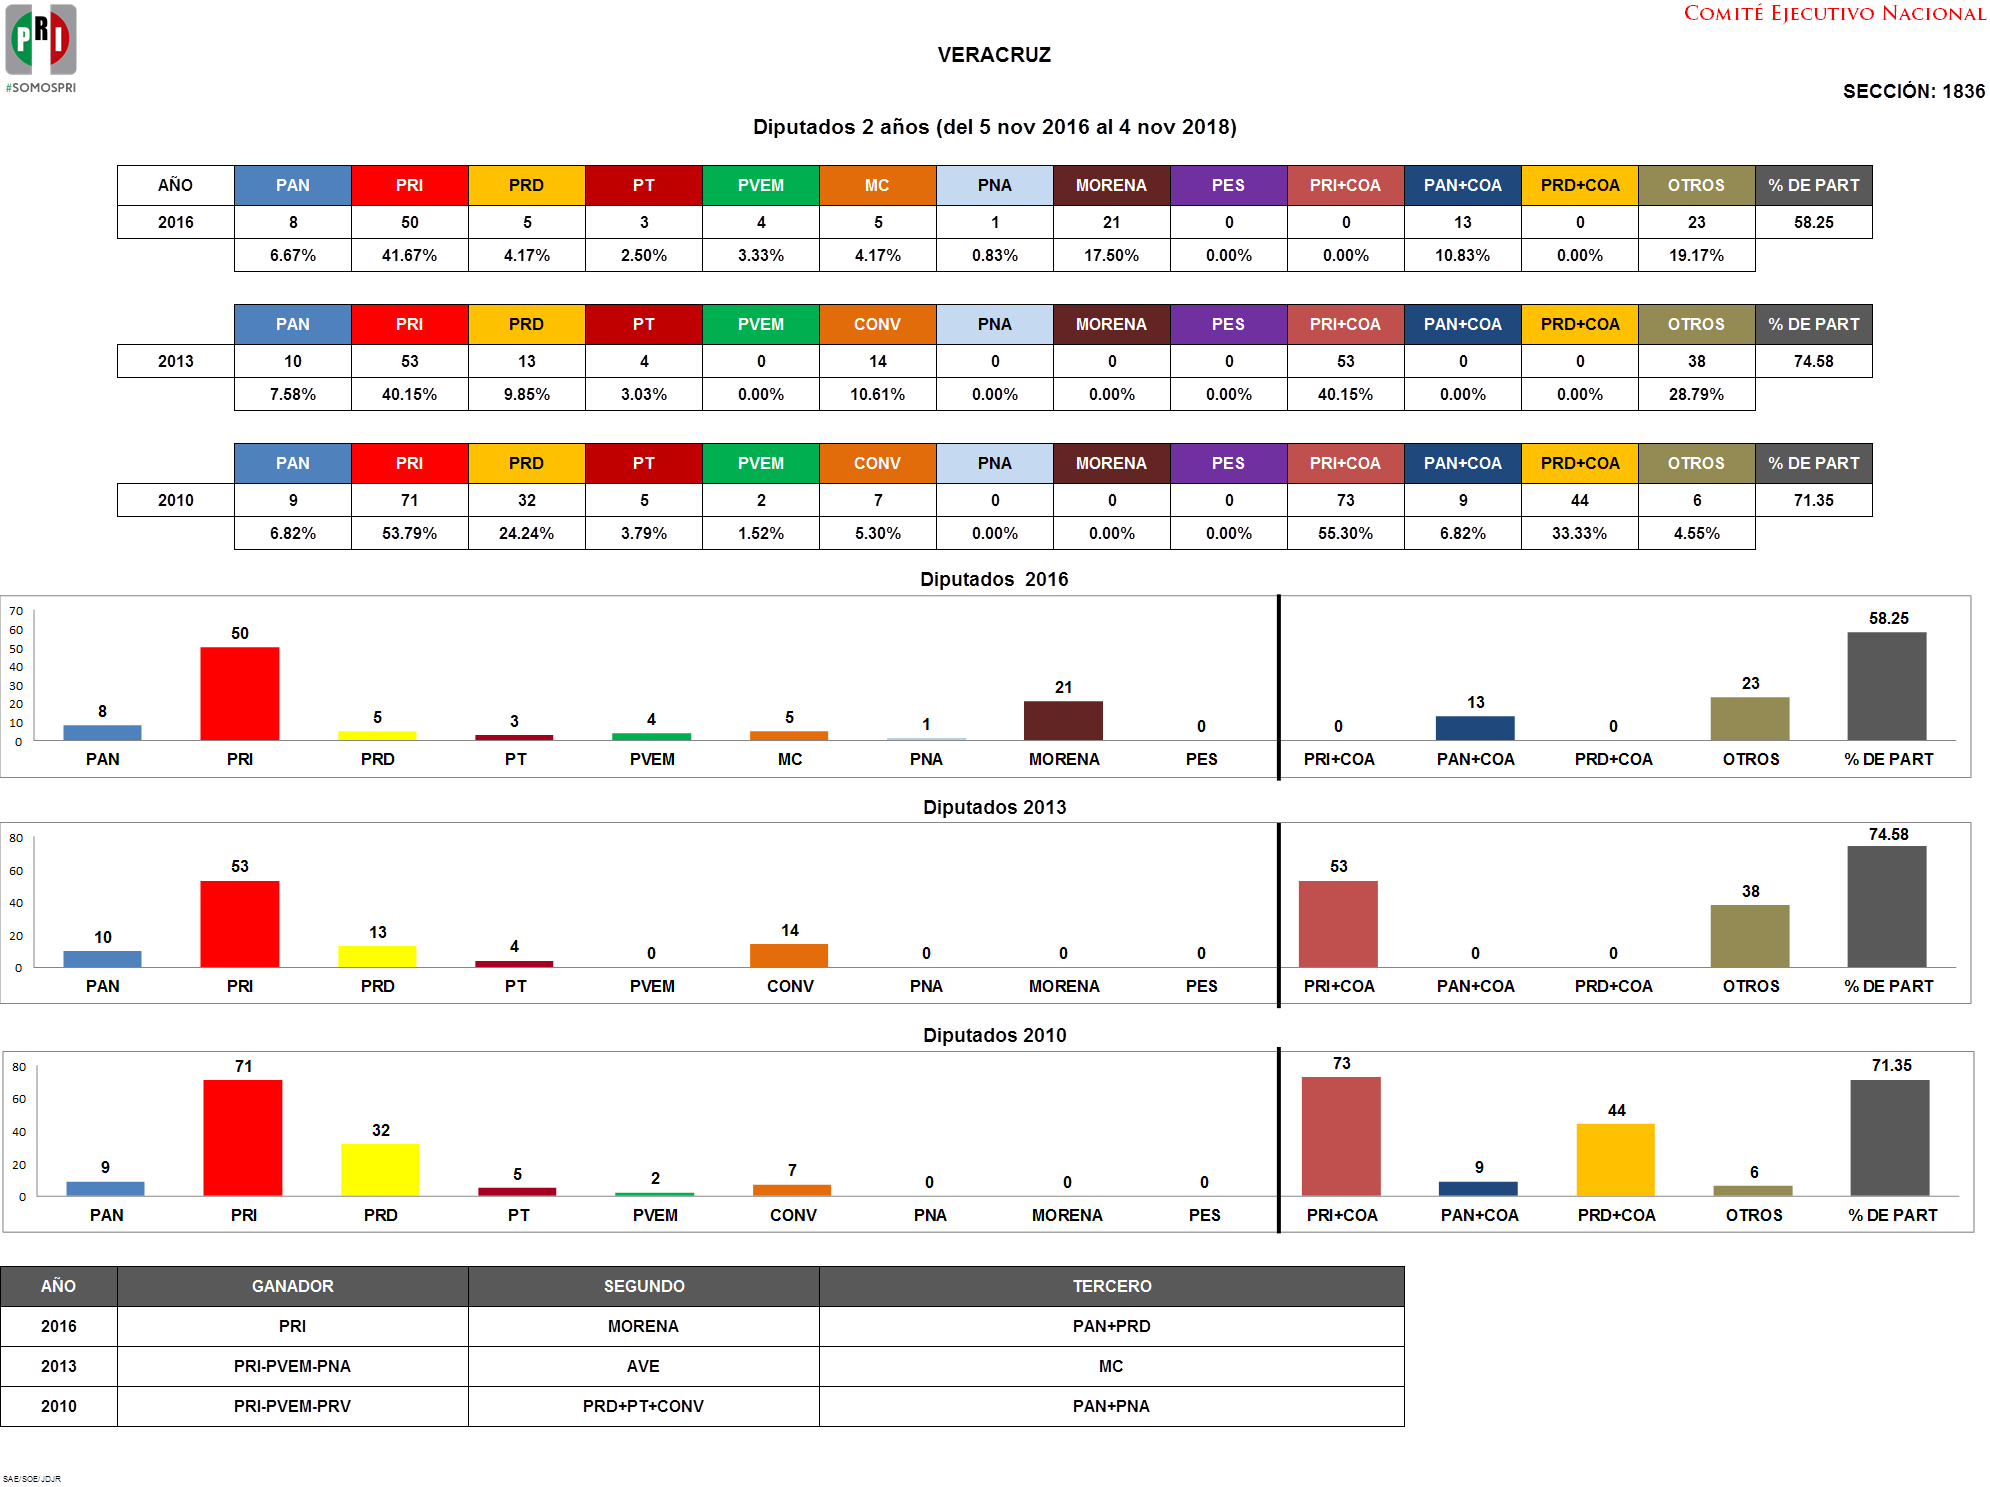 PRI
#SOMOSPRI
COMITÉ EJECUTIVO NACIONAL
VERACRUZ
SECCIÓN: 1836
Diputados 2 años (del 5 nov 2016 al 4 nov 2018)
AÑO PAN PRI PRD PT PVEM MC PNA MORENA PES PRI+COA PAN+COA PRD+COA OTROS % DE PART
2016 8 50 5 3 4 5 1 21 0 0 13 0 23 58.25
6.67% 41.67% 4.17% 2.50% 3.33% 4.17% 0.83% 17.50% 0.00% 0.00% 10.83% 0.00% 19.17%
PAN PRI PRD PT PVEM CONV PNA MORENA PES PRI+COA PAN+COA PRD+COA OTROS % DE PART
2013 10 53 13 4 0 14 0 0 0 53 0 0 38 74.58
7.58% 40.15% 9.85% 3.03% 0.00% 10.61% 0.00% 0.00% 0.00% 40.15% 0.00% 0.00% 28.79%
PAN PRI PRD PT PVEM CONV PNA MORENA PES PRI+COA PAN+COA PRD+COA OTROS % DE PART
2010 9 71 32 5 2 7 0 0 0 73 9 44 6 71.35
6.82% 53.79% 24.24% 3.79% 1.52% 5.30% 0.00% 0.00% 0.00% 55.30% 6.82% 33.33% 4.55%
Diputados 2016
70
60
50
40
30
20
10
0
8 50 5 3 4 5 1 21 0 0 13 0 23 58.25
PAN PRI PRD PT PVEM MC PNA MORENA PES PRI+COA PAN+COA PRD+COA OTROS % DE PART
Diputados 2013
80
60
40
20
0
10 53 13 4 0 14 0 0 0 53 0 0 38 74.58
PAN PRI PRD PT PVEM CONV PNA MORENA PES PRI+COA PAN+COA PRD+COA OTROS % DE PART
Diputados 2010
80
60
40
20
0
9 71 32 5 2 7 0 0 0 73 9 44 6 71.35
PAN PRI PRD PT PVEM CONV PNA MORENA PES PRI+COA PAN+COA PRD+COA OTROS % DE PART
AÑO GANADOR SEGUNDO TERCERO
2016 PRI MORENA PAN+PRD
2013 PRI-PVEM-PNA AVE MC
2010 PRI-PVEM-PRV PRD+PT+CONV PAN+PNA
SAE/SOE/JDJR